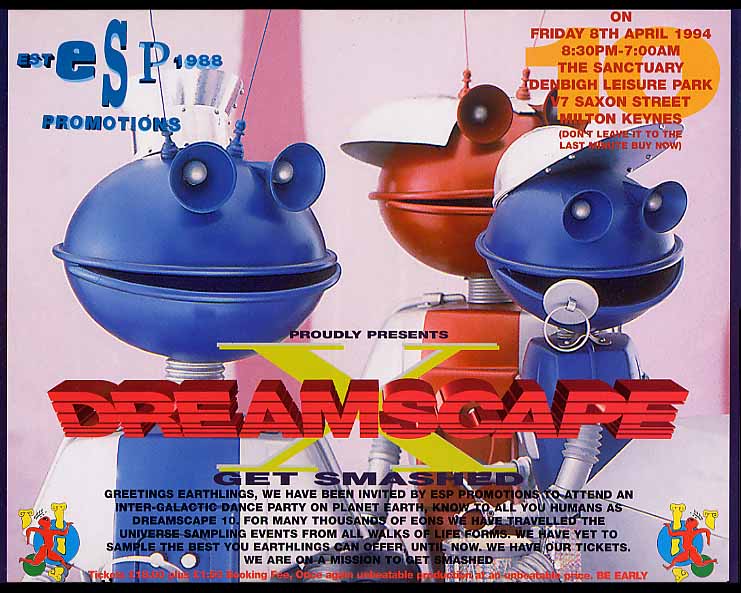 EST eSP 1988
PROMOTIONS
10
ON
FRIDAY 8TH APRIL 1994
8:30PM-7:00AM
THE SANCTUARY
DENBIGH LEISURE PARK
V7 SAXON STREET
MILTON KEYNES
(DON'T LEAVE IT TO THE
LAST MINUTE BUY NOW)
PROUDLY PRESENTS
X
DREAMSCAPE
GET SMASHED
GREETINGS EARTHLINGS, WE HAVE BEEN INVITED BY ESP PROMOTIONS TO ATTEND AN
INTER-GALACTIC DANCE PARTY ON PLANET EARTH, KNOW TO ALL YOU HUMANS AS
DREAMSCAPE 10. FOR MANY THOUSANDS OF EONS WE HAVE TRAVELLED THE
UNIVERSE SAMPLING EVENTS FROM ALL WALKS OF LIFE FORMS. WE HAVE YET TO
SAMPLE THE BEST YOU EARTHLINGS CAN OFFER, UNTIL NOW. WE HAVE OUR TICKETS.
WE ARE ON A MISSION TO GET SMASHED
Tickets plus Booking Fee, Once again unbeatable production at an unbeatable price. BE EARLY